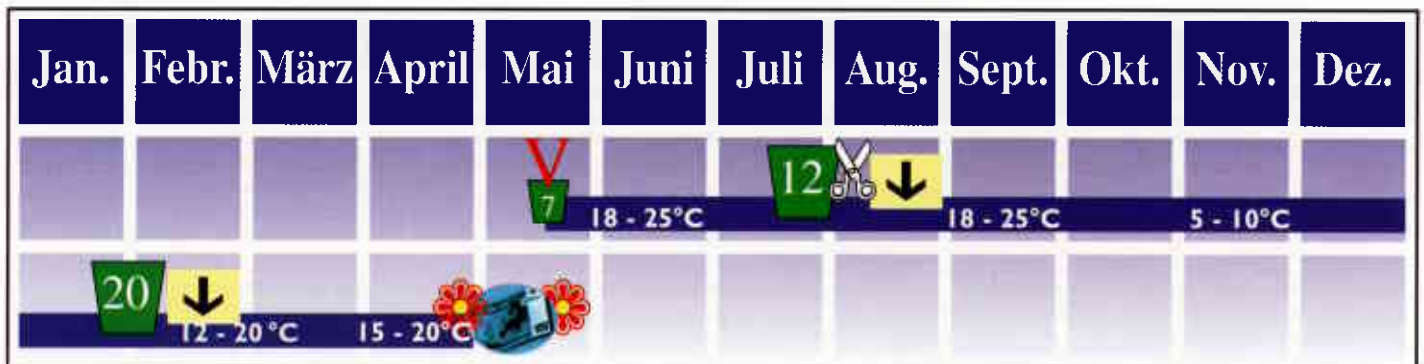 Jan. Febr. März April Mai Juni Juli Aug. Sept. Okt. Nov. Dez.
7 12
18 - 25°C 18 - 25°C 5 - 10°C
20
12 - 20 °C 15 - 20°C